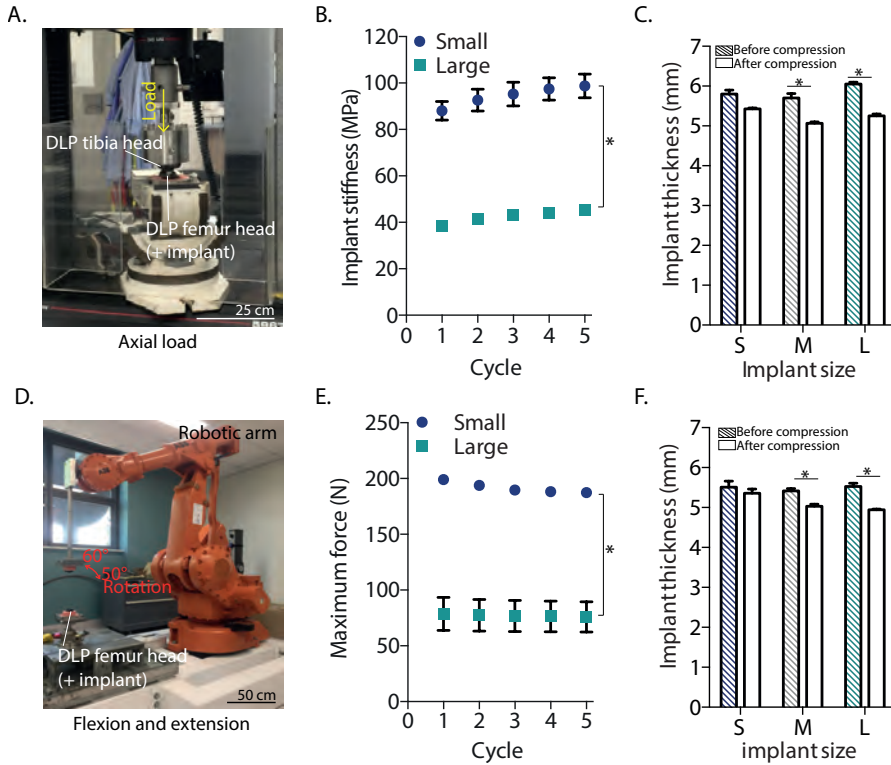 A.
Load
DLP tibia head
DLP femur head
(+ implant)
25 cm
Axial load
B.
Implant stiffness (MPa)
120
100
80
60
40
20
0
Small
Large
*
0 1 2 3 4 5
Cycle
C.
Implant thickness (mm)
7
6
5
4
3
2
1
0
Before compression
After compression
*
*
S M L
Implant size
D.
Robotic arm
60°
50°
Rotation
DLP femur head
(+ implant)
50 cm
Flexion and extension
E.
Maximum force (N)
250
200
150
100
50
0
Small
Large
*
0 1 2 3 4 5
Cycle
F.
Implant thickness (mm)
7
6
5
4
3
2
1
0
Before compression
After compression
*
*
S M L
implant size